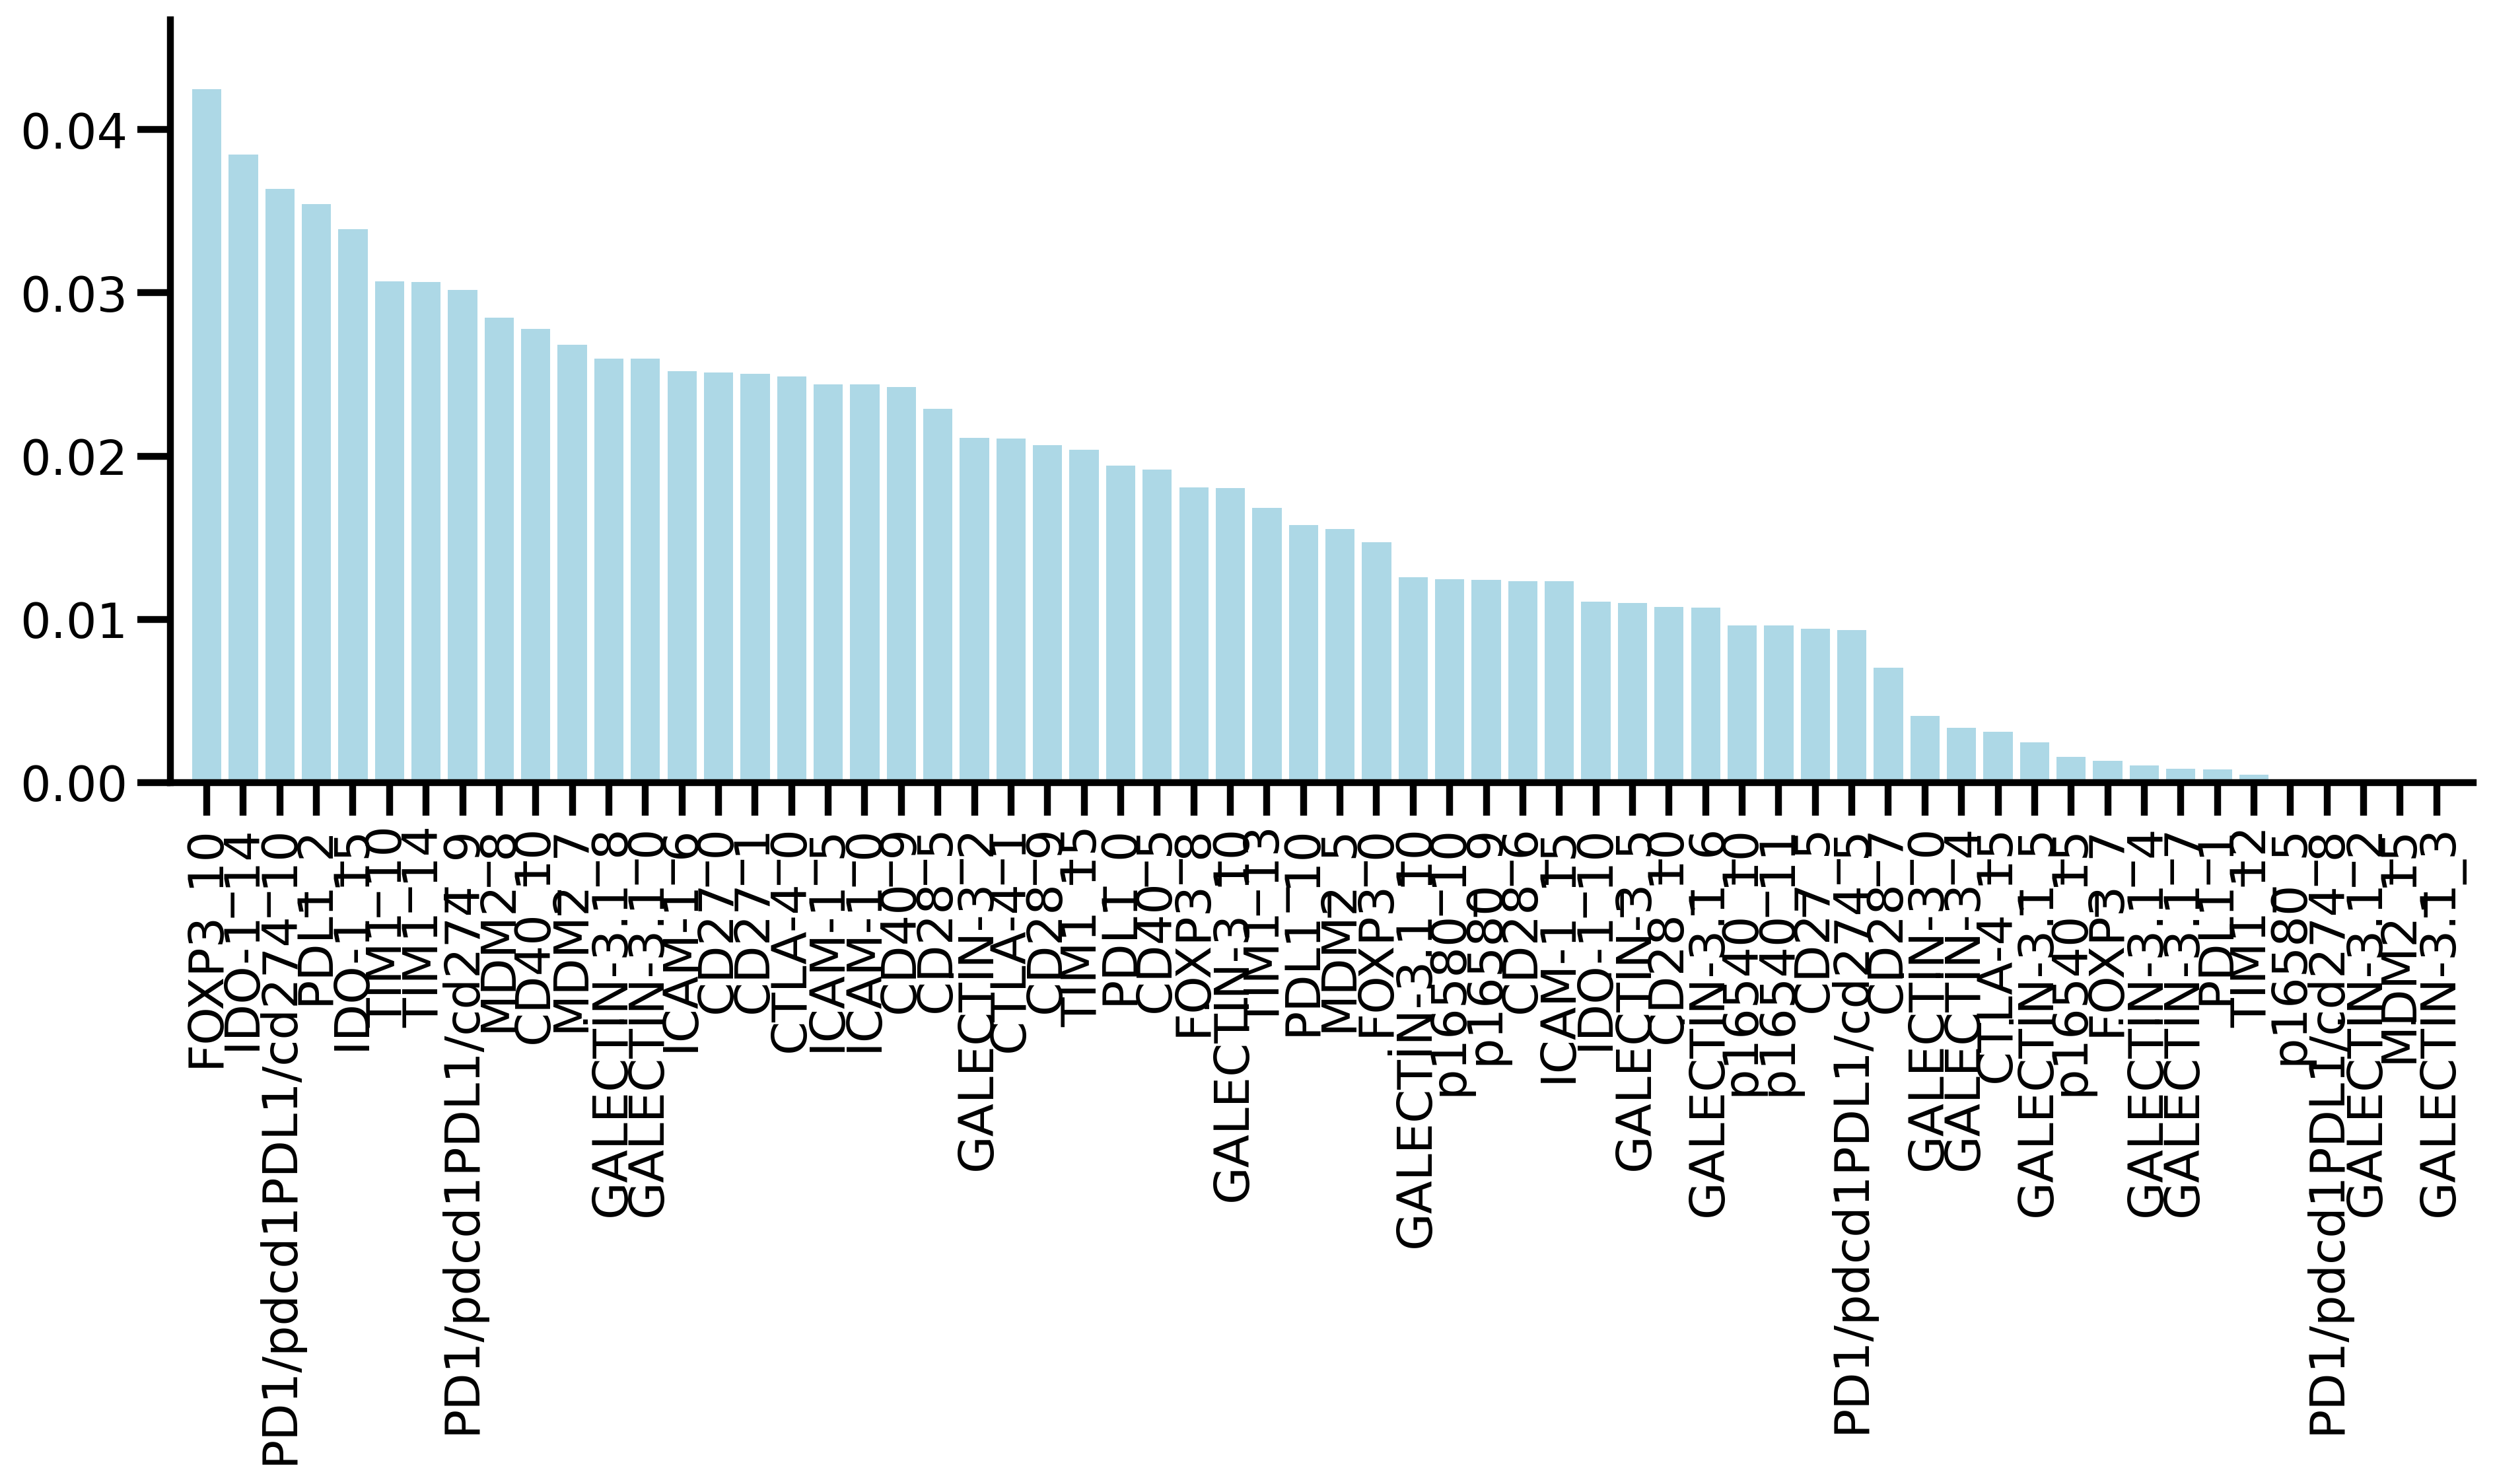 0.04
0.03
0.02
0.01
0.00
FOXP3_10
IDO-1_14
PD1/pdcd1PDL1/cd274_10
PDL1_2
IDO-1_15
TIM1_10
TIM1_14
PD1/pdcd1PDL1/cd274_9
MDM2_8
CD40_10
MDM2_7
GALECTIN-3.1_8
GALECTIN-3.1_0
ICAM-1_6
CD27_0
CD27_1
CTLA-4_0
ICAM-1_5
ICAM-1_0
CD40_9
CD28_5
GALECTIN-3_2
CTLA-4_1
CD28_9
TIM1_15
PDL1_0
CD40_5
FOXP3_8
GALECTIN-3_10
TIM1_13
PDL1_10
MDM2_5
FOXP3_0
GALECTIN-3.1_10
p16580_10
p16580_9
CD28_6
ICAM-1_15
IDO-1_10
GALECTIN-3_5
CD28_10
GALECTIN-3.1_6
p16540_10
p16540_11
CD27_5
PD1/pdcd1PDL1/cd274_5
CD28_7
GALECTIN-3_0
GALECTIN-3_4
CTLA-4_15
GALECTIN-3.1_5
p16540_15
FOXP3_7
GALECTIN-3.1_4
GALECTIN-3.1_7
PDL1_1
TIM1_12
p16580_5
PD1/pdcd1PDL1/cd274_8
GALECTIN-3.1_2
MDM2_15
GALECTIN-3.1_3